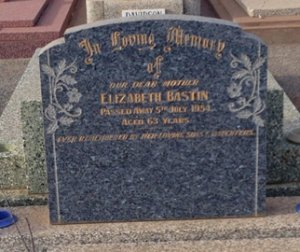 DAVIDSON
In Loving Memory
of
OUR DEAR MOTHER
ELIZABETH BASTIN
PASSED AWAY 5TH JULY 1954
AGED 63 YEARS.
EVER REMEMBERED BY HER LOVING SONS & DAUGHTERS.